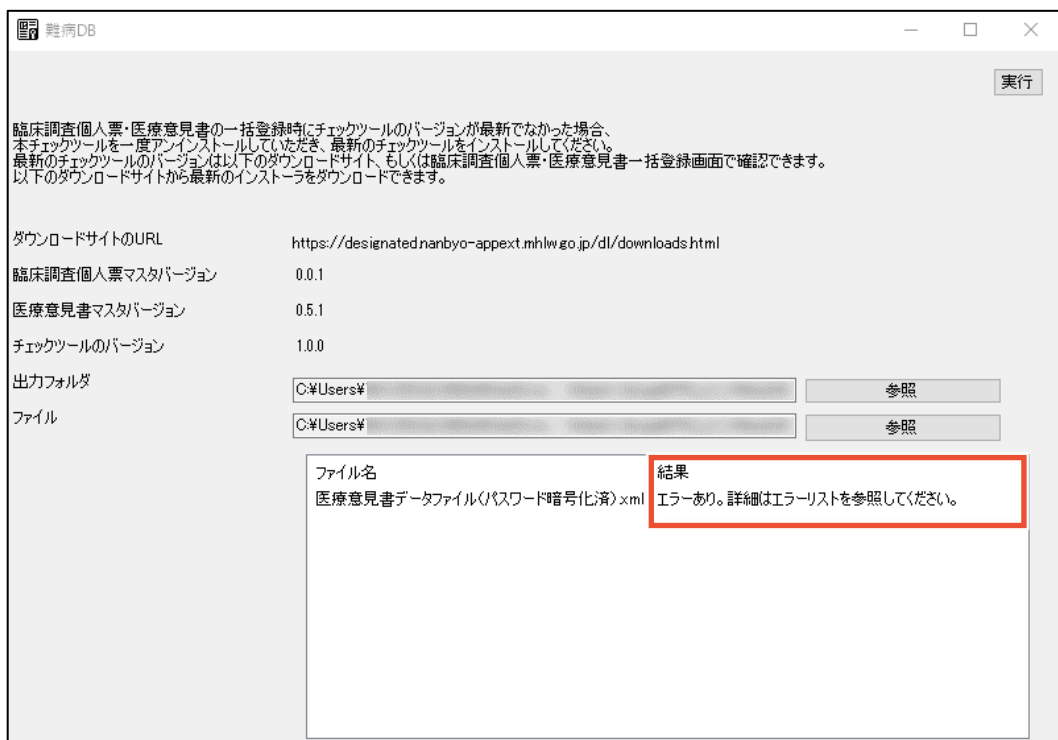 難病DB
実行
臨床調査個人票・医療意見書の一括登録時にチェックツールのバージョンが最新でなかった場合、
本チェックツールを一度アンインストールしていただき、最新のチェックツールをインストールしてください。
最新のチェックツールのバージョンは以下のダウンロードサイト、もしくは臨床調査個人票・医療意見書一括登録画面で確認できます。
以下のダウンロードサイトから最新のインストーラをダウンロードできます。
ダウンロードサイトのURL https://designated.nanbyo-appext.mhlw.go.jp/dl/downloads.html
臨床調査個人票マスタバージョン 0.0.1
医療意見書マスタバージョン 0.5.1
チェックツールのバージョン 1.0.0
出力フォルダ C:¥Users¥ 参照
ファイル C:¥Users¥ 参照
ファイル名 結果
医療意見書データファイル(パスワード暗号化済).xml エラーあり。詳細はエラーリストを参照してください。